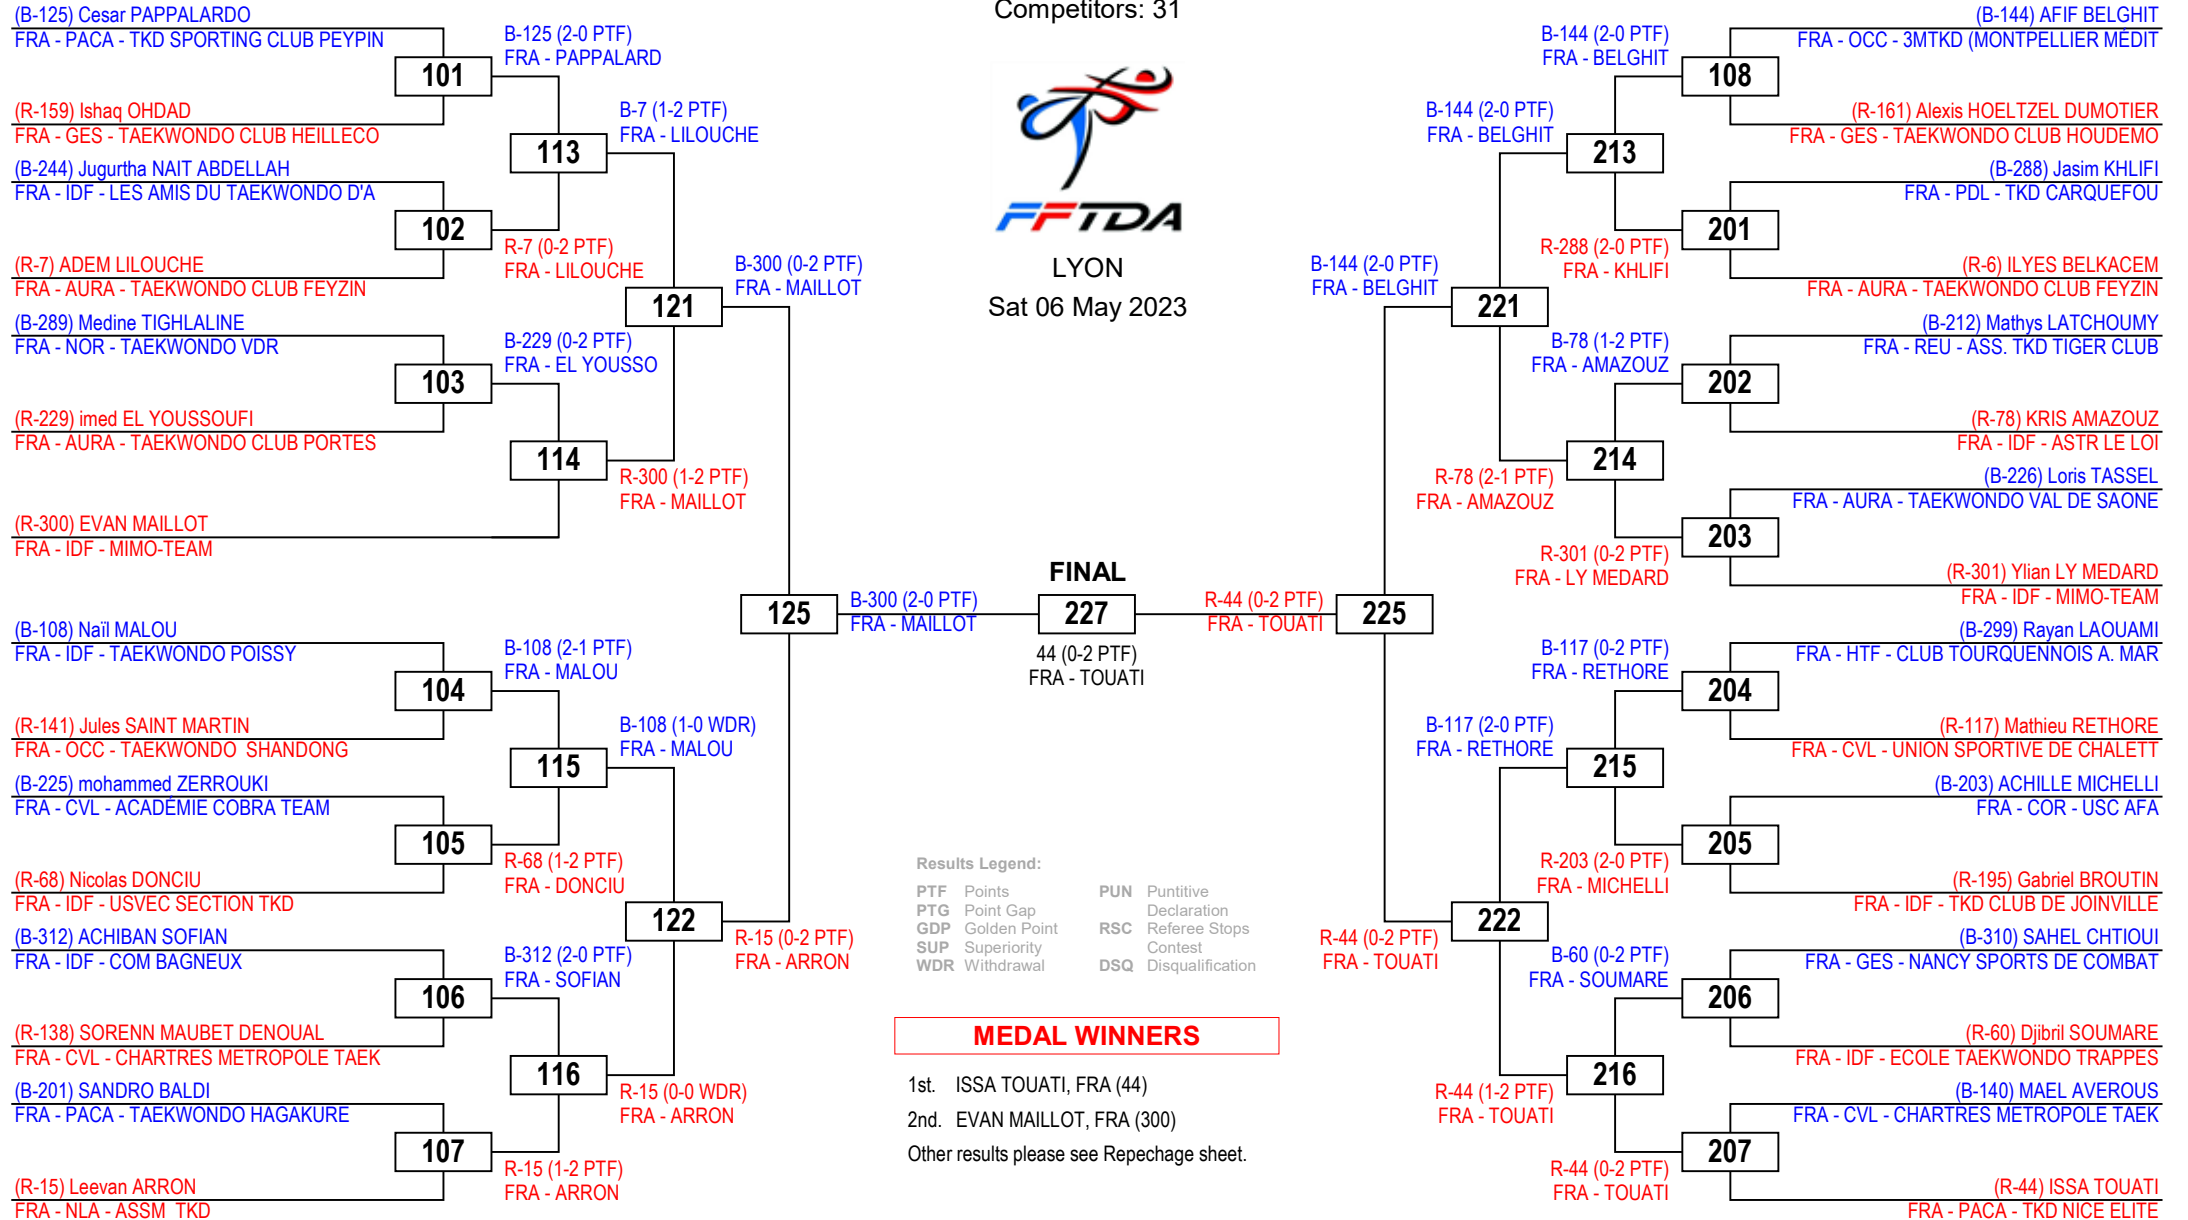 Competitors: 31
FFTDA
LYON
Sat 06 May 2023
(B-125) Cesar PAPPALARDO
FRA - PACA - TKD SPORTING CLUB PEYPIN
101
(R-159) Ishaq OHDAD
FRA - GES - TAEKWONDO CLUB HEILLECO
(B-244) Jugurtha NAIT ABDELLAH
FRA - IDF - LES AMIS DU TAEKWONDO D'A
102
(R-7) ADEM LILOUCHE
FRA - AURA - TAEKWONDO CLUB FEYZIN
(B-289) Medine TIGHLALINE
FRA - NOR - TAEKWONDO VDR
103
(R-229) imed EL YOUSSOUFI
FRA - AURA - TAEKWONDO CLUB PORTES
(R-300) EVAN MAILLOT
FRA - IDF - MIMO-TEAM
(B-108) Naïl MALOU
FRA - IDF - TAEKWONDO POISSY
104
(R-141) Jules SAINT MARTIN
FRA - OCC - TAEKWONDO  SHANDONG
(B-225) mohammed ZERROUKI
FRA - CVL - ACADÉMIE COBRA TEAM
105
(R-68) Nicolas DONCIU
FRA - IDF - USVEC SECTION TKD
(B-312) ACHIBAN SOFIAN
FRA - IDF - COM BAGNEUX
106
(R-138) SORENN MAUBET DENOUAL
FRA - CVL - CHARTRES METROPOLE TAEK
(B-201) SANDRO BALDI
FRA - PACA - TAEKWONDO HAGAKURE
107
(R-15) Leevan ARRON
FRA - NLA - ASSM  TKD
B-125 (2-0 PTF)
FRA - PAPPALARD
113
R-7 (0-2 PTF)
FRA - LILOUCHE
B-229 (0-2 PTF)
FRA - EL YOUSSO
114
B-108 (2-1 PTF)
FRA - MALOU
115
R-68 (1-2 PTF)
FRA - DONCIU
B-312 (2-0 PTF)
FRA - SOFIAN
116
R-15 (1-2 PTF)
FRA - ARRON
B-7 (1-2 PTF)
FRA - LILOUCHE
121
R-300 (1-2 PTF)
FRA - MAILLOT
B-108 (1-0 WDR)
FRA - MALOU
122
R-15 (0-0 WDR)
FRA - ARRON
B-300 (0-2 PTF)
FRA - MAILLOT
125
R-15 (0-2 PTF)
FRA - ARRON
B-300 (2-0 PTF)
FRA - MAILLOT
FINAL
227
44 (0-2 PTF)
FRA - TOUATI
R-44 (0-2 PTF)
FRA - TOUATI
B-144 (2-0 PTF)
FRA - BELGHIT
225
R-44 (0-2 PTF)
FRA - TOUATI
B-144 (2-0 PTF)
FRA - BELGHIT
221
R-78 (2-1 PTF)
FRA - AMAZOUZ
B-117 (2-0 PTF)
FRA - RETHORE
222
R-44 (1-2 PTF)
FRA - TOUATI
B-144 (2-0 PTF)
FRA - BELGHIT
213
R-288 (2-0 PTF)
FRA - KHLIFI
B-78 (1-2 PTF)
FRA - AMAZOUZ
214
R-301 (0-2 PTF)
FRA - LY MEDARD
B-117 (0-2 PTF)
FRA - RETHORE
215
R-203 (2-0 PTF)
FRA - MICHELLI
B-60 (0-2 PTF)
FRA - SOUMARE
216
R-44 (0-2 PTF)
FRA - TOUATI
(B-144) AFIF BELGHIT
FRA - OCC - 3MTKD (MONTPELLIER MÉDIT
108
(R-161) Alexis HOELTZEL DUMOTIER
FRA - GES - TAEKWONDO CLUB HOUDEMO
(B-288) Jasim KHLIFI
FRA - PDL - TKD CARQUEFOU
201
(R-6) ILYES BELKACEM
FRA - AURA - TAEKWONDO CLUB FEYZIN
(B-212) Mathys LATCHOUMY
FRA - REU - ASS. TKD TIGER CLUB
202
(R-78) KRIS AMAZOUZ
FRA - IDF - ASTR LE LOI
(B-226) Loris TASSEL
FRA - AURA - TAEKWONDO VAL DE SAONE
203
(R-301) Ylian LY MEDARD
FRA - IDF - MIMO-TEAM
(B-299) Rayan LAOUAMI
FRA - HTF - CLUB TOURQUENNOIS A. MAR
204
(R-117) Mathieu RETHORE
FRA - CVL - UNION SPORTIVE DE CHALETT
(B-203) ACHILLE MICHELLI
FRA - COR - USC AFA
205
(R-195) Gabriel BROUTIN
FRA - IDF - TKD CLUB DE JOINVILLE
(B-310) SAHEL CHTIOUI
FRA - GES - NANCY SPORTS DE COMBAT
206
(R-60) Djibril SOUMARE
FRA - IDF - ECOLE TAEKWONDO TRAPPES
(B-140) MAEL AVEROUS
FRA - CVL - CHARTRES METROPOLE TAEK
207
(R-44) ISSA TOUATI
FRA - PACA - TKD NICE ELITE
Results Legend:
PTF Points
PTG Point Gap
GDP Golden Point
SUP Superiority
WDR Withdrawal
PUN Puntitive
Declaration
RSC Referee Stops
Contest
DSQ Disqualification
MEDAL WINNERS
1st. ISSA TOUATI, FRA (44)
2nd. EVAN MAILLOT, FRA (300)
Other results please see Repechage sheet.